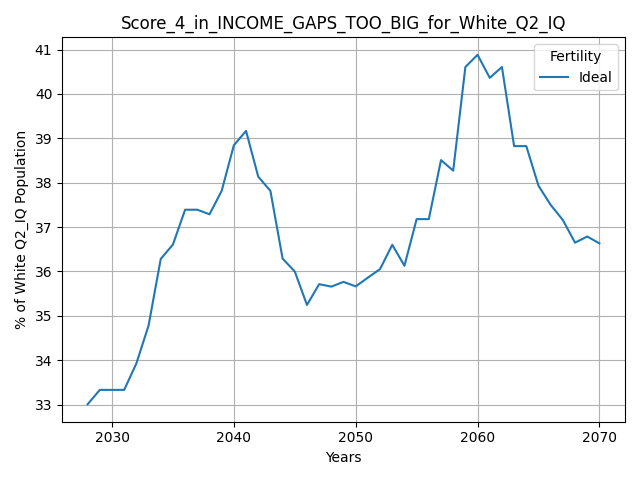 Score_4_in_INCOME_GAPS_TOO_BIG_for_White_Q2_IQ
Fertility
Ideal
% of White Q2_IQ Population
41
40
39
38
37
36
35
34
33
2030
2040
2050
2060
2070
Years